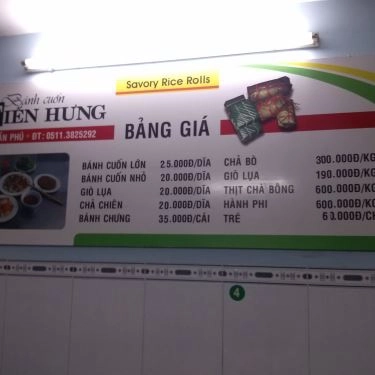 Savory Rice Rolls
Bánh cuốn
IÊN HƯNG
ẦN PHÚ - ĐT: 0511.3825292
BẢNG GIÁ
BÁNH CUỐN LỚN 25.000Đ/DĨA
BÁNH CUỐN NHỎ 20.000Đ/DĨA
GIÒ LỤA 20.000Đ/DĨA
CHẢ CHIÊN 20.000Đ/DĨA
BÁNH CHƯNG 35.000Đ/CÁI
CHẢ BÒ 300.000Đ/KG
GIÒ LỤA 190.000Đ/KG
THỊT CHÀ BÔNG 600.000Đ/KG
HÀNH PHI 600.000Đ/KG
TRÉ
4